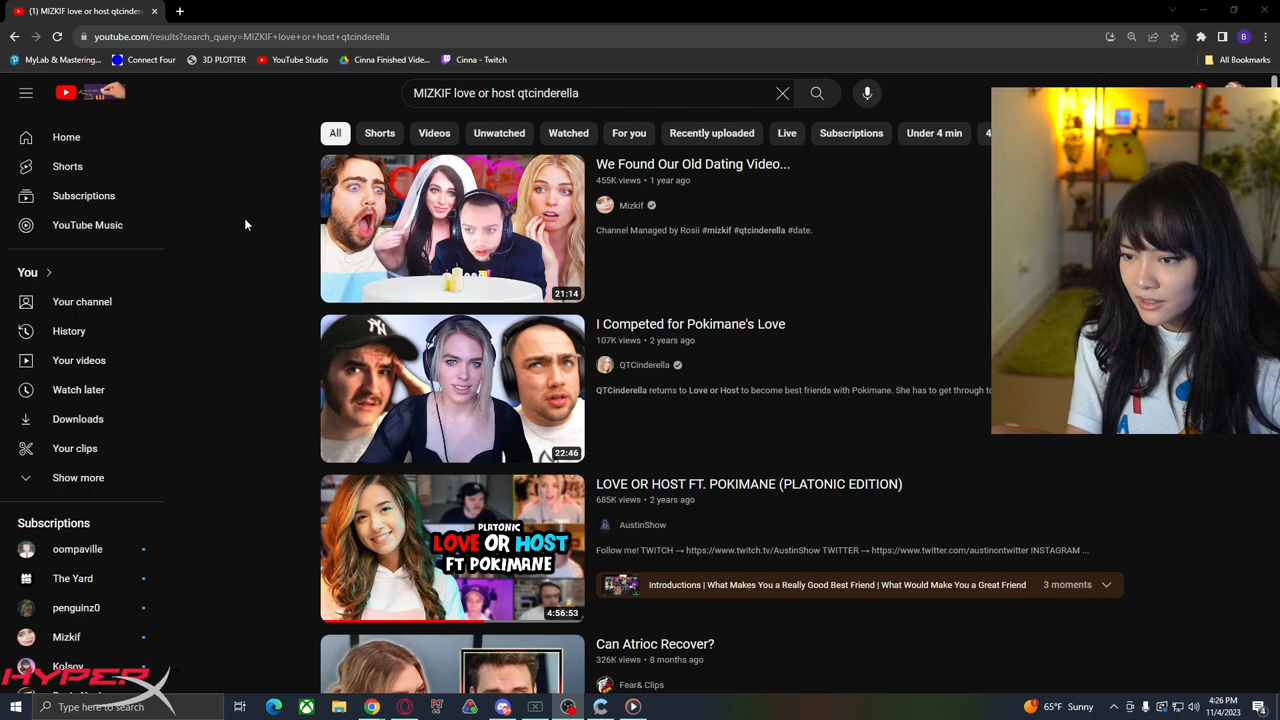 (1) MIZKIF love or host qtcinder
youtube.com/results?search_query=MIZKIF+love+or+host+qtcinderella
B
MyLab & Mastering...
Connect Four
3D PLOTTER
YouTube Studio
Cinna Finished Vide...
Cinna - Twitch
All Bookmarks
MIZKIF love or host qtcinderella
All
Shorts
Videos
Unwatched
Watched
For you
Recently uploaded
Live
Subscriptions
Under 4 min
4
Home
Shorts
Subscriptions
YouTube Music
You
Your channel
History
Your videos
Watch later
Downloads
Your clips
Show more
Subscriptions
oompaville
The Yard
penguinz0
Mizkif
Kolsoy
21:14
We Found Our Old Dating Video...
455K views • 1 year ago
Mizkif
Channel Managed by Rosii #mizkif #qtcinderella #date.
22:46
I Competed for Pokimane's Love
107K views • 2 years ago
QTCinderella
QTCinderella returns to Love or Host to become best friends with Pokimane. She has to get through to
PLATONIC
LOVE OR HOST
FT POKIMANE
4:56:53
LOVE OR HOST FT. POKIMANE (PLATONIC EDITION)
685K views • 2 years ago
AustinShow
Follow me! TWITCH → https://www.twitch.tv/AustinShow TWITTER → https://www.twitter.com/austinontwitter INSTAGRAM ...
Introductions | What Makes You a Really Good Best Friend | What Would Make You a Great Friend
3 moments
Can Atrioc Recover?
326K views • 8 months ago
Fear& Clips
HYPERX
Type here to search
65°F Sunny
4:26 PM
11/4/2023